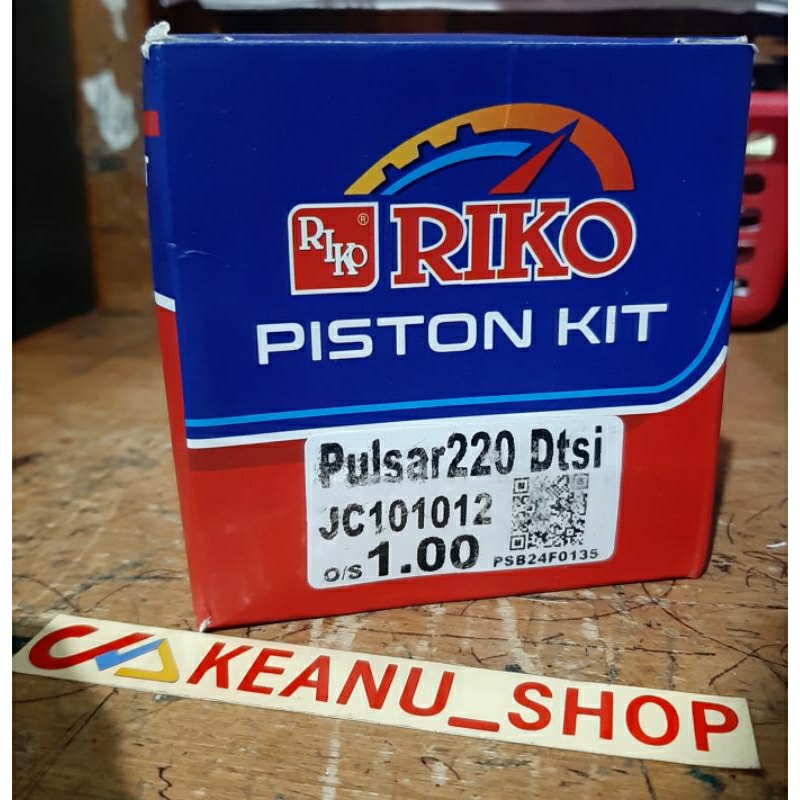 RIKO ® RIKO
PISTON KIT
Pulsar220 Dtsi
JC101012
O/S 1.00 PSB24F0135
KEANU_SHOP